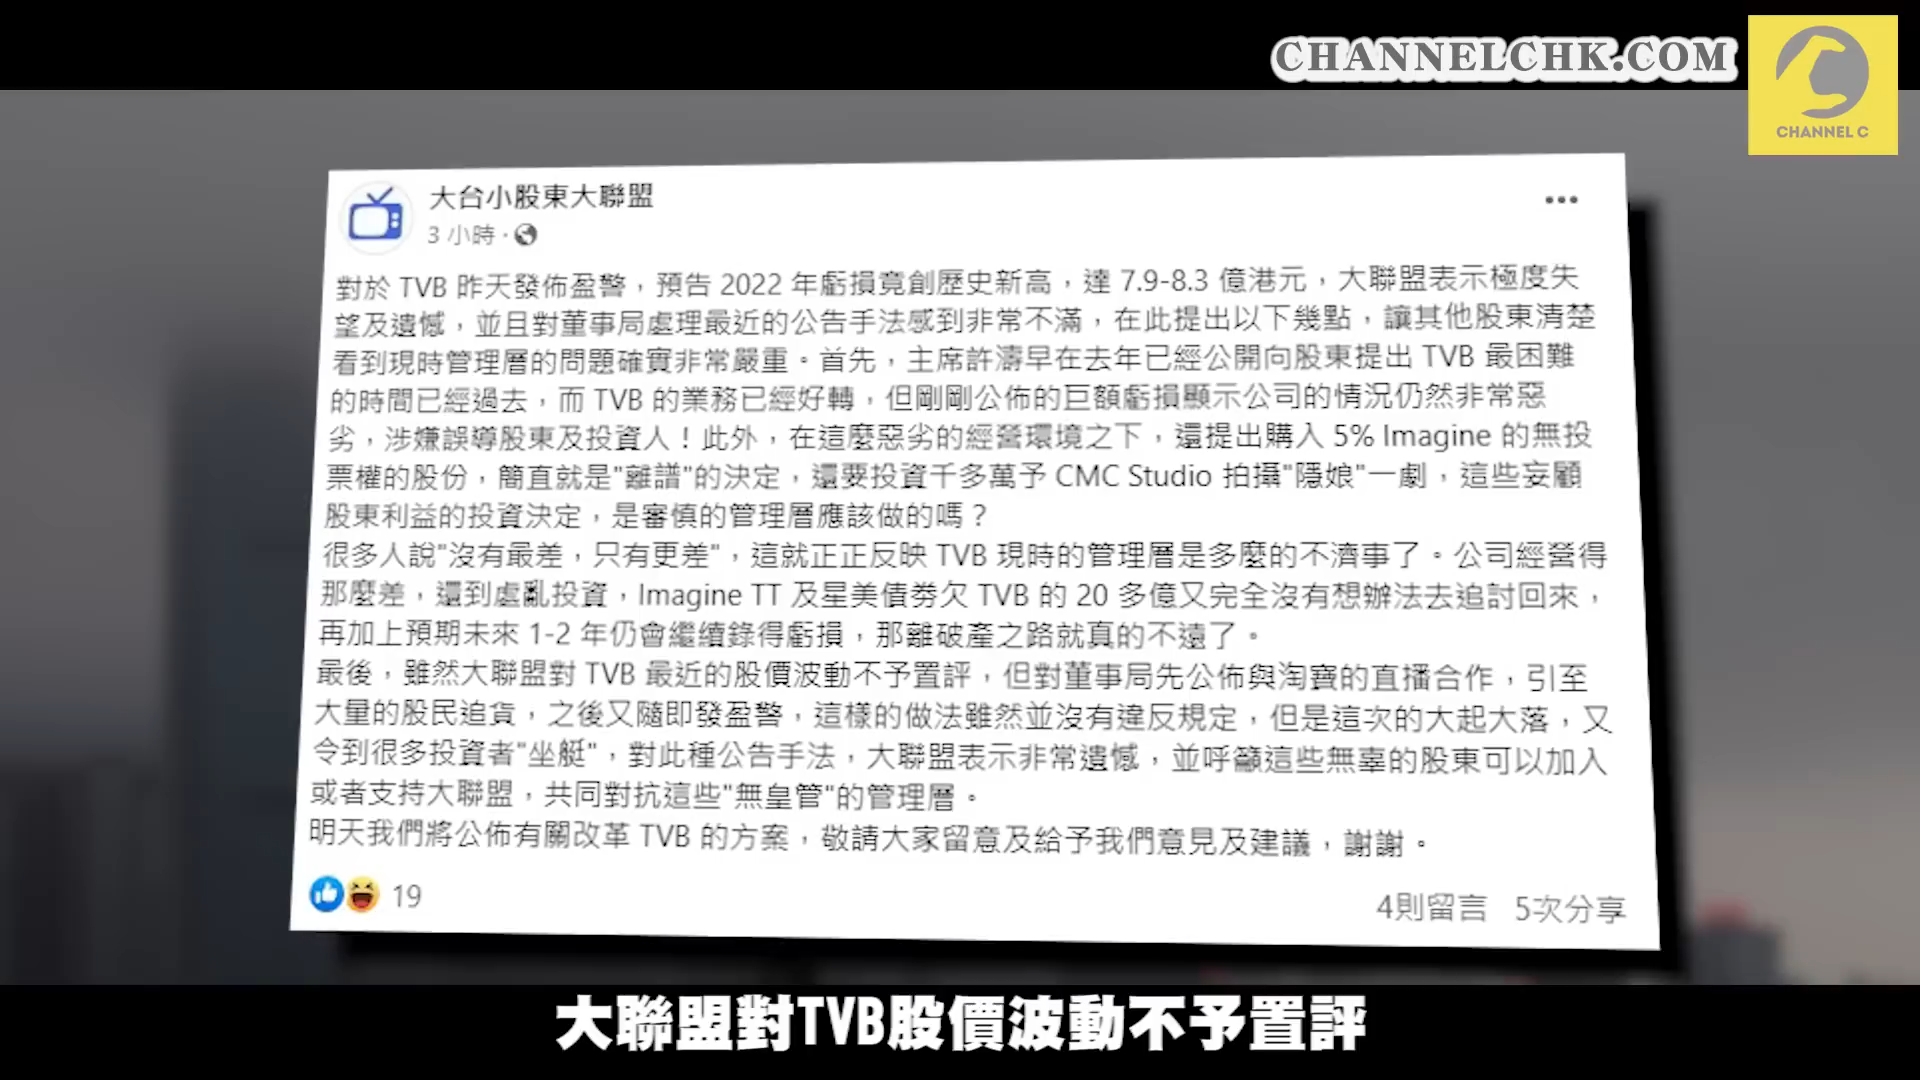 CHANNELCHK.COM
CHANNEL C
大台小股東大聯盟
3 小時 ·
對於 TVB 昨天發佈盈警，預告 2022 年虧損竟創歷史新高，達 7.9-8.3 億港元，大聯盟表示極度失
望及遺憾，並且對董事局處理最近的公告手法感到非常不滿，在此提出以下幾點，讓其他股東清楚
看到現時管理層的問題確實非常嚴重。首先，主席許濤早在去年已經公開向股東提出 TVB 最困難
的時間已經過去，而 TVB 的業務已經好轉，但剛剛公佈的巨額虧損顯示公司的情況仍然非常惡
劣，涉嫌誤導股東及投資人！此外，在這麼惡劣的經營環境之下，還提出購入 5% Imagine 的無投
票權的股份，簡直就是"離譜"的決定，還要投資千多萬予 CMC Studio 拍攝"隱娘"一劇，這些妄顧
股東利益的投資決定，是審慎的管理層應該做的嗎？
很多人說"沒有最差，只有更差"，這就正正反映 TVB 現時的管理層是多麼的不濟事了。公司經營得
那麼差，還到處亂投資，Imagine TT 及星美債劵欠 TVB 的 20 多億又完全沒有想辦法去追討回來，
再加上預期未來 1-2 年仍會繼續錄得虧損，那離破產之路就真的不遠了。
最後，雖然大聯盟對 TVB 最近的股價波動不予置評，但對董事局先公佈與淘寶的直播合作，引至
大量的股民追貨，之後又隨即發盈警，這樣的做法雖然並沒有違反規定，但是這次的大起大落，又
令到很多投資者"坐艇"，對此種公告手法，大聯盟表示非常遺憾，並呼籲這些無辜的股東可以加入
或者支持大聯盟，共同對抗這些"無皇管"的管理層。
明天我們將公佈有關改革 TVB 的方案，敬請大家留意及給予我們意見及建議，謝謝。
19
4則留言 5次分享
大聯盟對TVB股價波動不予置評